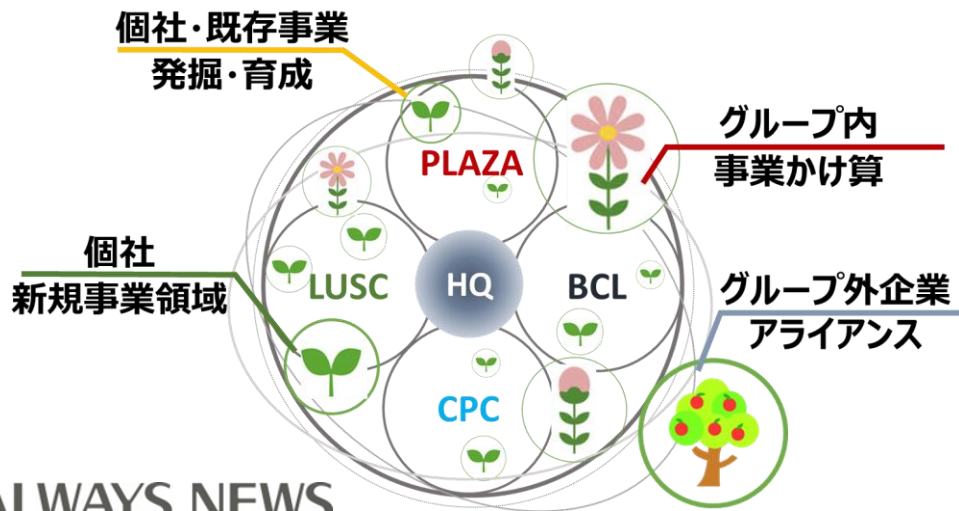 個社・既存事業
発掘・育成
グループ内
事業かけ算
PLAZA
個社
新規事業領域
LUSC
HQ
BCL
グループ外企業
アライアンス
CPC
ALWAYS NEWS